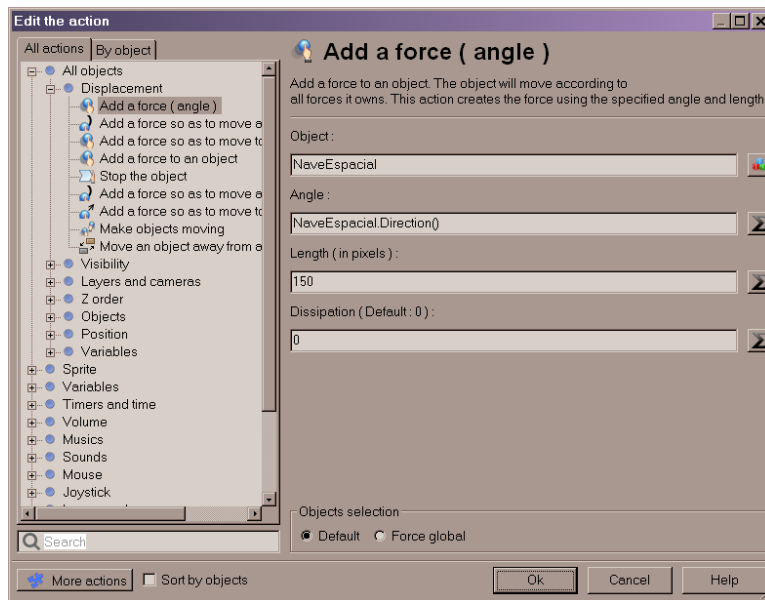 Edit the action
All actions
By object
All objects
Displacement
Add a force ( angle )
Add a force so as to move a
Add a force so as to move to
Add a force to an object
Stop the object
Add a force so as to move a
Add a force so as to move to
Make objects moving
Move an object away from a
Visibility
Layers and cameras
Z order
Objects
Position
Variables
Sprite
Variables
Timers and time
Volume
Musics
Sounds
Mouse
Joystick
Search
Add a force ( angle )
Add a force to an object. The object will move according to
all forces it owns. This action creates the force using the specified angle and length
Object :
NaveEspacial
Angle :
NaveEspacial.Direction()
Length ( in pixels ) :
150
Dissipation ( Default : 0 ) :
0
Objects selection
Default
Force global
More actions
Sort by objects
Ok
Cancel
Help